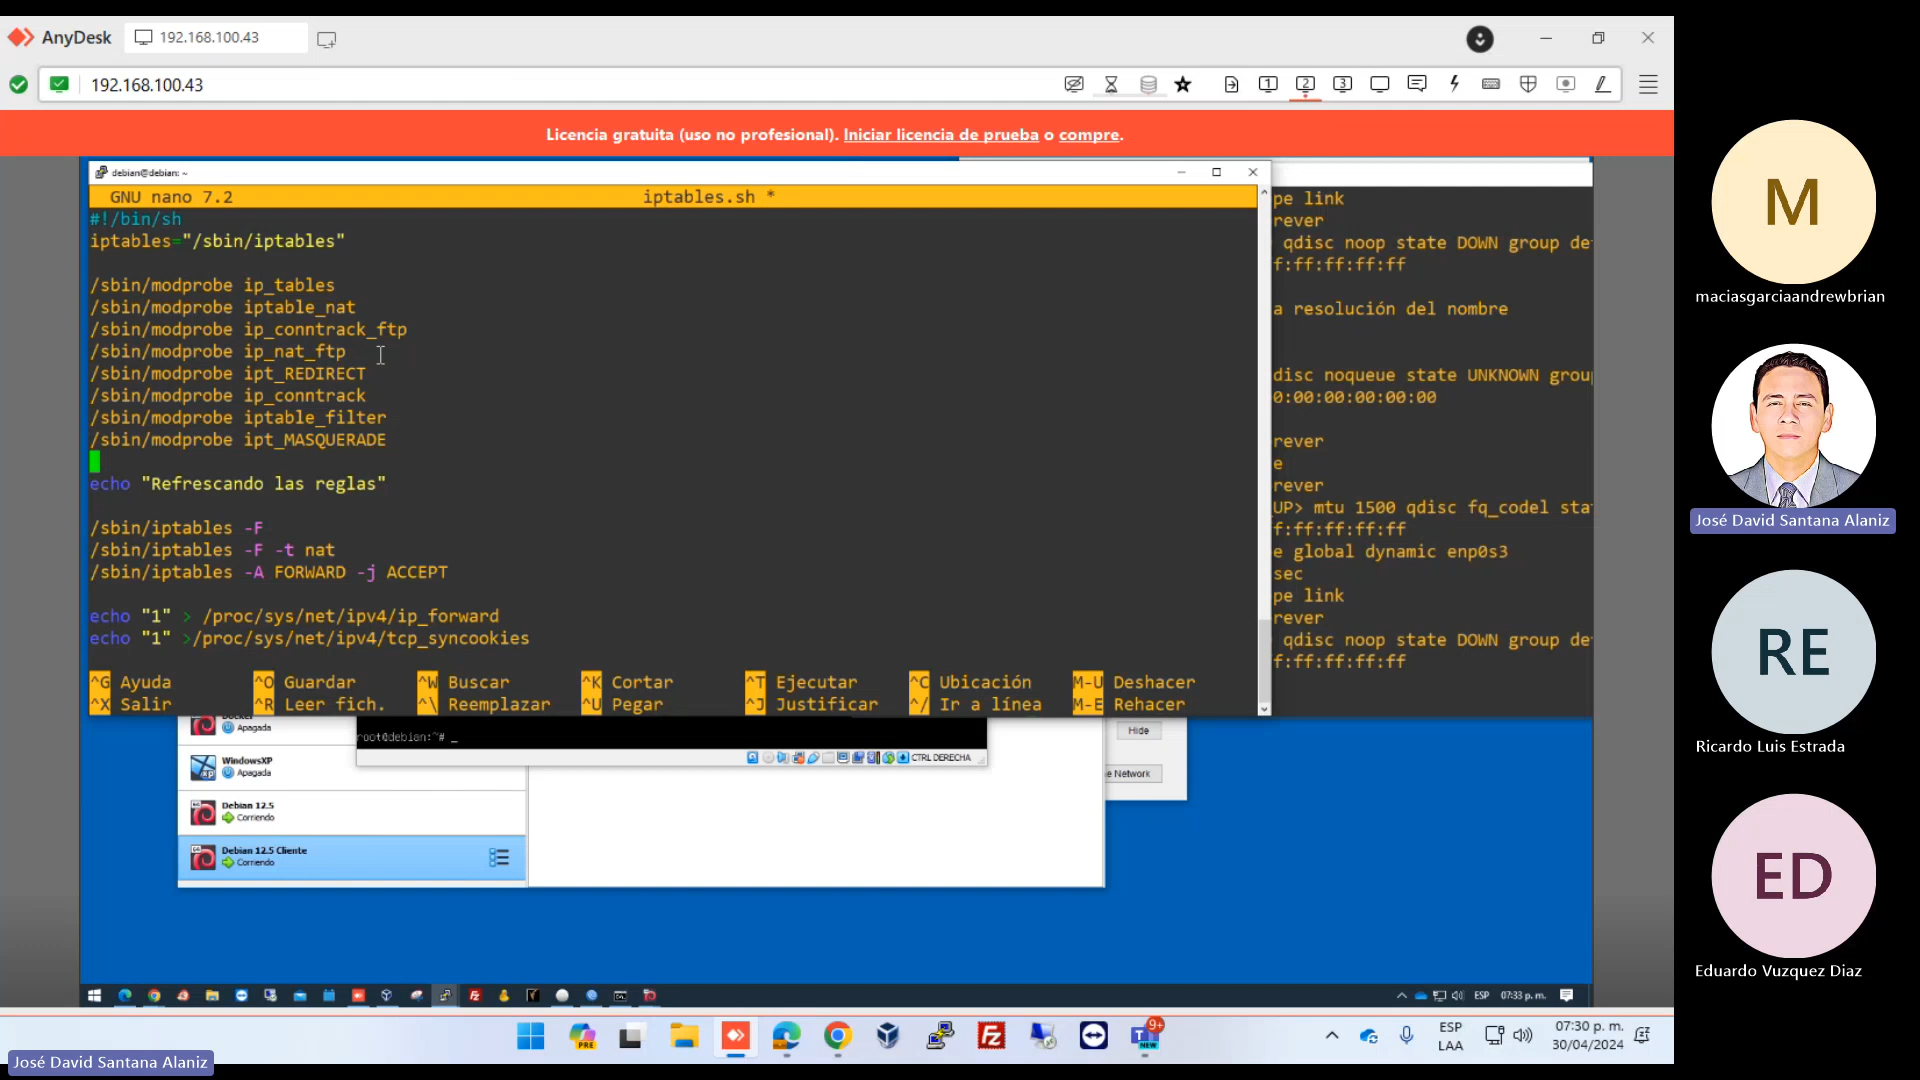 AnyDesk
192.168.100.43
192.168.100.43
1
2
3
Licencia gratuita (uso no profesional). Iniciar licencia de prueba o compre.
debian@debian: ~
GNU nano 7.2
iptables.sh *
#!/bin/sh
iptables="/sbin/iptables"
/sbin/modprobe ip_tables
/sbin/modprobe iptable_nat
/sbin/modprobe ip_conntrack_ftp
/sbin/modprobe ip_nat_ftp
/sbin/modprobe ipt_REDIRECT
/sbin/modprobe ip_conntrack
/sbin/modprobe iptable_filter
/sbin/modprobe ipt_MASQUERADE
echo "Refrescando las reglas"
/sbin/iptables -F
/sbin/iptables -F -t nat
/sbin/iptables -A FORWARD -j ACCEPT
echo "1" > /proc/sys/net/ipv4/ip_forward
echo "1" >/proc/sys/net/ipv4/tcp_syncookies
^G Ayuda ^O Guardar ^W Buscar ^K Cortar ^T Ejecutar ^C Ubicación M-U Deshacer
^X Salir ^R Leer fich. ^\ Reemplazar ^U Pegar ^J Justificar ^/ Ir a línea M-E Rehacer
pe link
rever
qdisc noop state DOWN group de
f:ff:ff:ff:ff
a resolución del nombre
disc noqueue state UNKNOWN grou
0:00:00:00:00:00
rever
e
rever
UP> mtu 1500 qdisc fq_codel sta
f:ff:ff:ff:ff
e global dynamic enp0s3
sec
pe link
rever
qdisc noop state DOWN group de
f:ff:ff:ff:ff
Apagada
WindowsXP
Apagada
Debian 12.5
Corriendo
Debian 12.5 Cliente
Corriendo
root@debian:~# _
CTRL DERECHA
Hide
e Network
ESP
07:33 p. m.
PRE
NEW
9+
ESP
LAA
07:30 p. m.
30/04/2024
José David Santana Alaniz
M
maciasgarciaandrewbrian
José David Santana Alaniz
RE
Ricardo Luis Estrada
ED
Eduardo Vuzquez Diaz